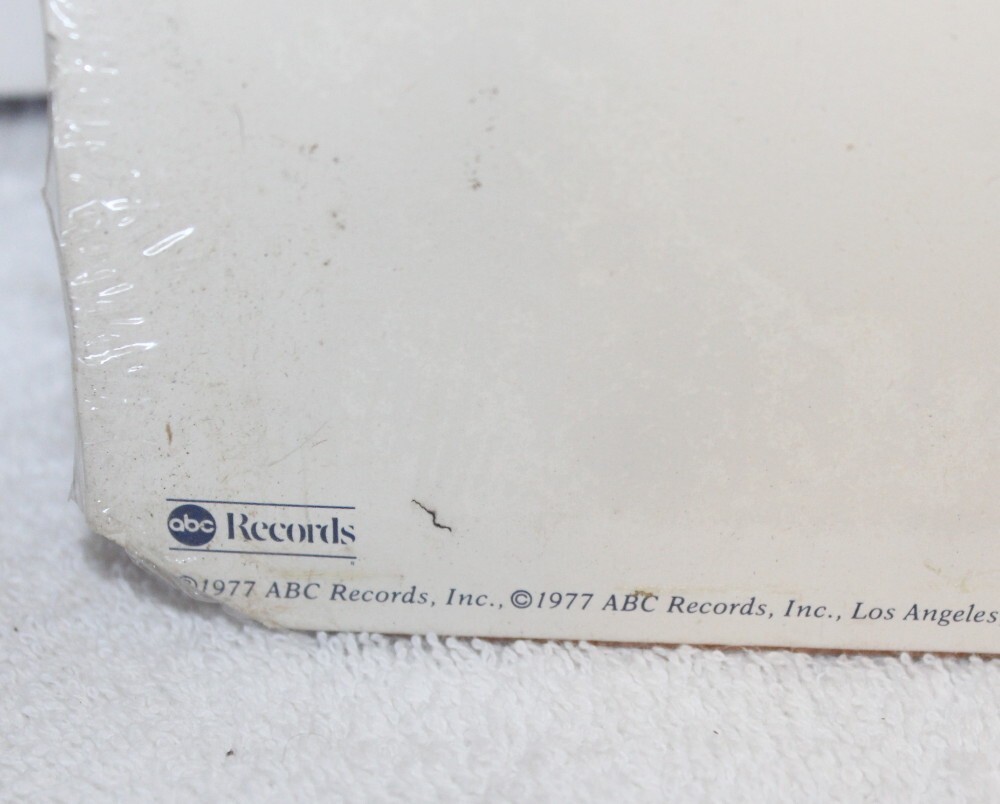 abc Records
℗1977 ABC Records, Inc., ©1977 ABC Records, Inc., Los Angeles